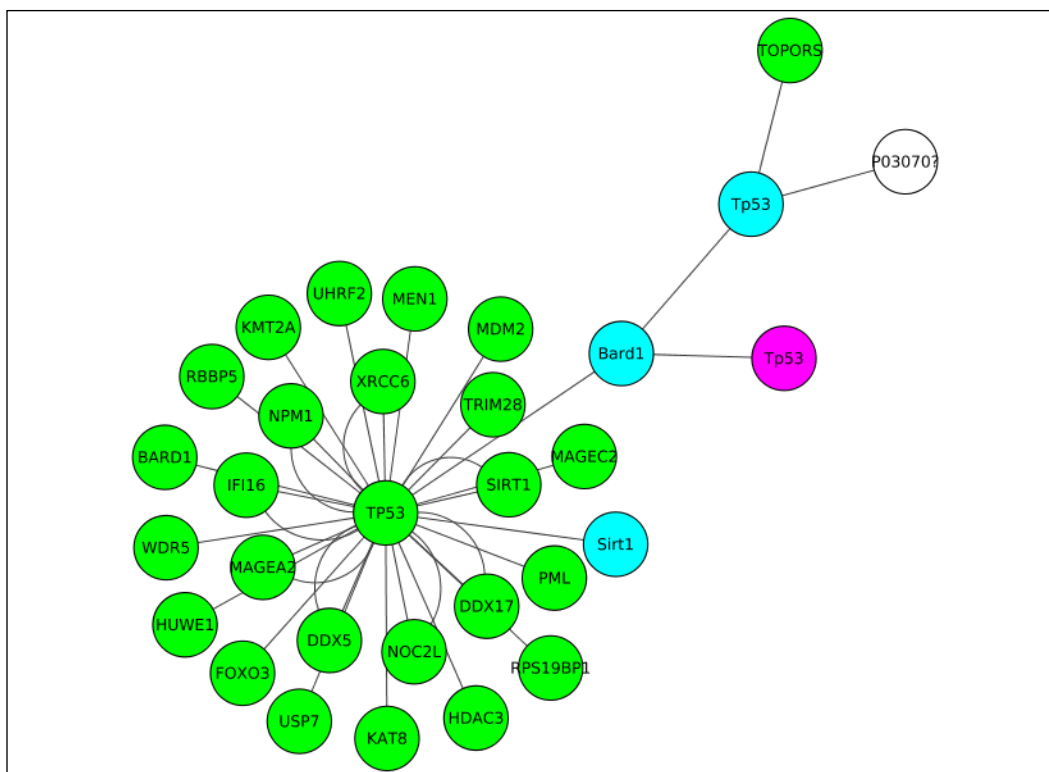 TOPORS
P03070?
Tp53
UHRF2
MEN1
KMT2A
MDM2
Bard1
Tp53
RBBP5
XRCC6
TRIM28
NPM1
BARD1
MAGEC2
IFI16
SIRT1
TP53
WDR5
Sirt1
MAGEA2
PML
HUWE1
DDX17
DDX5
NOC2L
FOXO3
RPS19BP1
USP7
HDAC3
KAT8